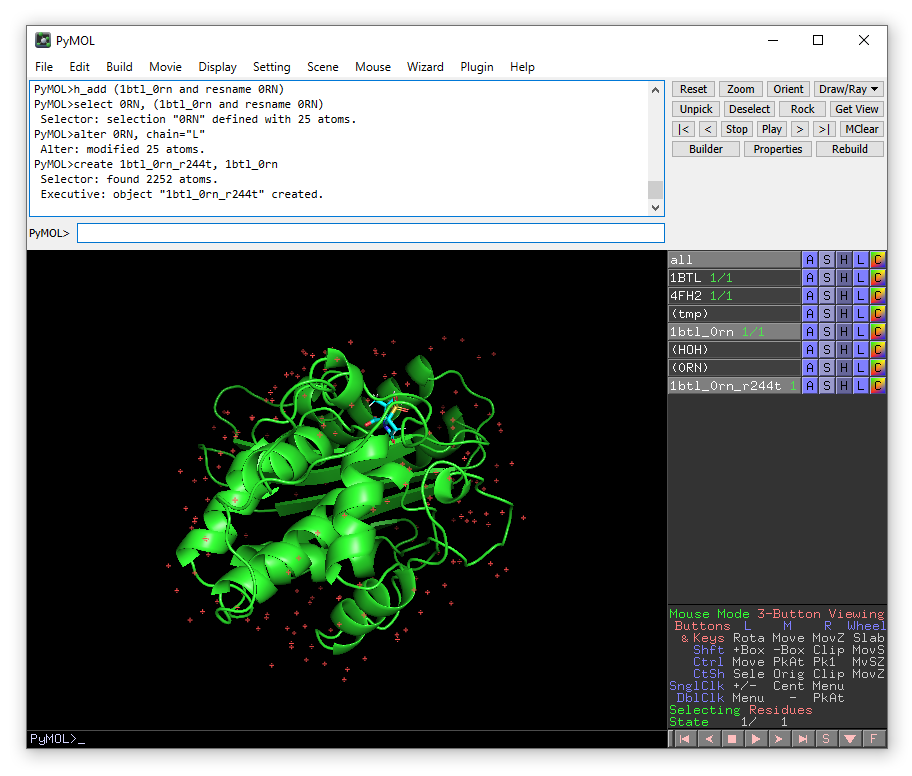 PyMOL
File Edit Build Movie Display Setting Scene Mouse Wizard Plugin Help
PyMOL>h_add (1btl_0rn and resname 0RN)
PyMOL>select 0RN, (1btl_0rn and resname 0RN)
Selector: selection "0RN" defined with 25 atoms.
PyMOL>alter 0RN, chain="L"
Alter: modified 25 atoms.
PyMOL>create 1btl_0rn_r244t, 1btl_0rn
Selector: found 2252 atoms.
Executive: object "1btl_0rn_r244t" created.
PyMOL>
Reset Zoom Orient Draw/Ray ▼
Unpick Deselect Rock Get View
|< < Stop Play > >| MClear
Builder Properties Rebuild
all A S H L C
1BTL 1/1 A S H L C
4FH2 1/1 A S H L C
(tmp) A S H L C
1btl_0rn 1/1 A S H L C
(HOH) A S H L C
(0RN) A S H L C
1btl_0rn_r244t 1 A S H L C
Mouse Mode 3-Button Viewing
Buttons L M R Wheel
& Keys Rota Move MovZ Slab
Shft +Box -Box Clip MovS
Ctrl Move PkAt Pk1 MvSZ
CtSh Sele Orig Clip MovZ
SnglClk +/- Cent Menu
DblClk Menu - PkAt
Selecting Residues
State 1/ 1
PyMOL>_
S F